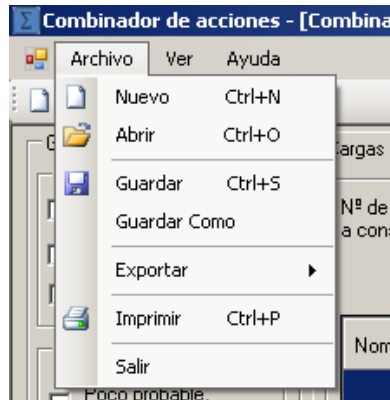 Combinador de acciones - [Combina
Archivo Ver Ayuda
Nuevo Ctrl+N
Abrir Ctrl+O
argas
Guardar Ctrl+S
Nº de
a con
Guardar Como
Exportar
Imprimir Ctrl+P
Nom
Salir
Poco probable.